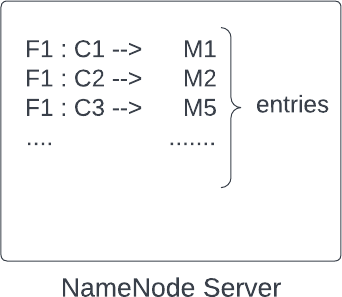 F1 : C1 --> M1
F1 : C2 --> M2
F1 : C3 --> M5
entries
.... .......
NameNode Server